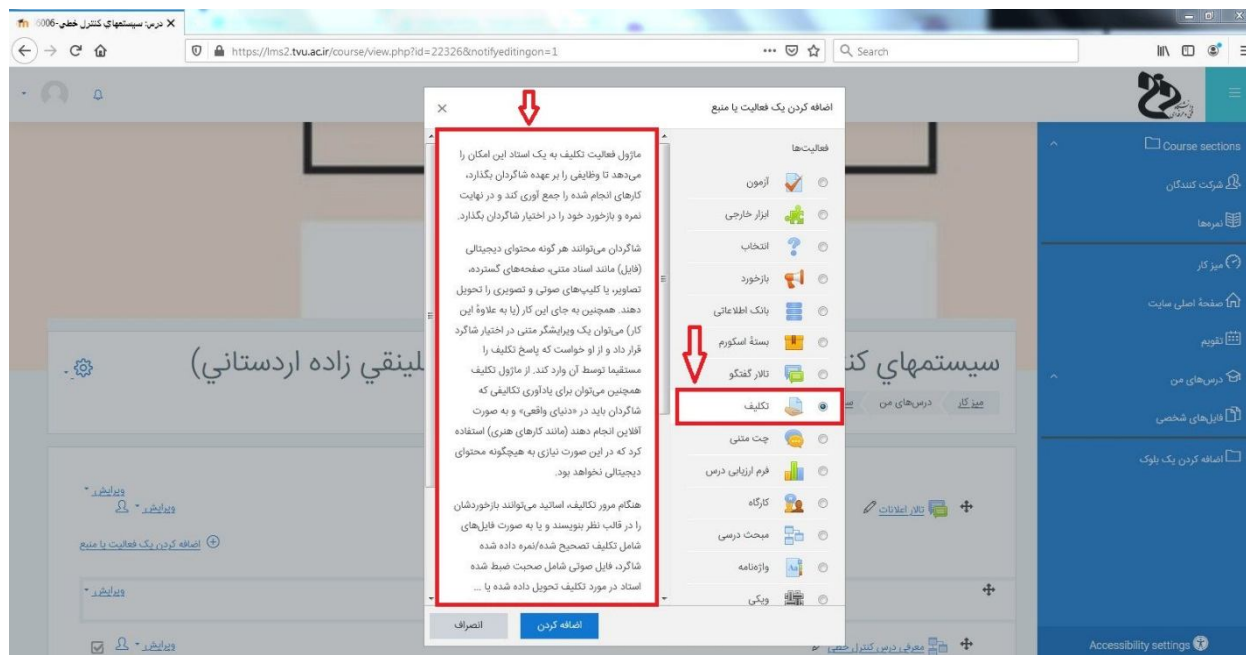 درس: سیستمهاي کنترل خطي-6006
https://lms2.tvu.ac.ir/course/view.php?id=22326&notifyeditingon=1
Search
Course sections
شرکت کنندگان
نمره‌ها
میز کار
صفحهٔ اصلی سایت
تقویم
درس‌های من
فایل‌های شخصی
اضافه کردن یک بلوک
Accessibility settings
اضافه کردن یک فعالیت یا منبع
فعالیت‌ها
آزمون
ابزار خارجی
انتخاب
بازخورد
بانک اطلاعاتی
بستهٔ اسکورم
تالار گفتگو
تکلیف
چت متنی
فرم ارزیابی درس
کارگاه
مبحث درسی
واژه‌نامه
ویکی
ماژول فعالیت تکلیف به یک استاد این امکان را
می‌دهد تا وظایفی را بر عهده شاگردان بگذارد،
کارهای انجام شده را جمع آوری کند و در نهایت
نمره و بازخورد خود را در اختیار شاگردان بگذارد.
شاگردان می‌توانند هر گونه محتوای دیجیتالی
(فایل) مانند اسناد متنی، صفحه‌های گسترده،
تصاویر، یا کلیپ‌های صوتی و تصویری را تحویل
دهند. همچنین به جای این کار (یا به علاوهٔ این
کار) می‌توان یک ویرایشگر متنی در اختیار شاگرد
قرار داد و از او خواست که پاسخ تکلیف را
مستقیما توسط آن وارد کند. از ماژول تکلیف
همچنین می‌توان برای یادآوری تکالیفی که
شاگردان باید در «دنیای واقعی» و به صورت
آفلاین انجام دهند (مانند کارهای هنری) استفاده
کرد که در این صورت نیازی به هیچگونه محتوای
دیجیتالی نخواهد بود.
هنگام مرور تکالیف، اساتید می‌توانند بازخوردشان
را در قالب نظر بنویسند و یا به صورت فایل‌های
شامل تکلیف تصحیح شده/نمره داده شده
شاگرد، فایل صوتی شامل صحبت ضبط شده
استاد در مورد تکلیف تحویل داده شده یا ...
اضافه کردن
انصراف
سیستمهاي کن
لینقي زاده اردستاني)
میز کار
درس‌های من
تالار اعلانات
ویرایش
ویرایش
اضافه کردن یک فعالیت یا منبع
ویرایش
معرفی درس کنترل خطی
ویرایش